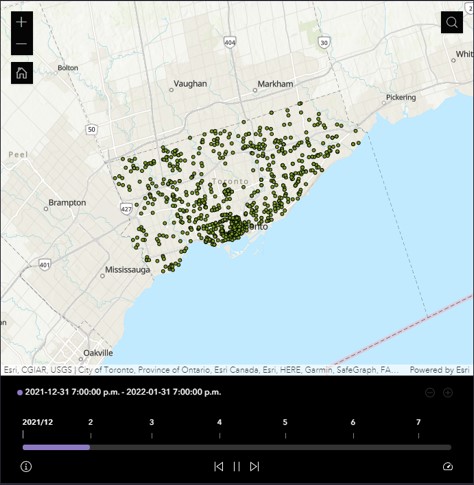 404
30
2
Whit
Bolton
Vaughan
Markham
Pickering
50
Peel
Toronto
Brampton
427
onto
401
Mississauga
Oakville
Esri, CGIAR, USGS | City of Toronto, Province of Ontario, Esri Canada, Esri, HERE, Garmin, SafeGraph, FA... Powered by Esri
2021-12-31 7:00:00 p.m. - 2022-01-31 7:00:00 p.m.
2021/12 2 3 4 5 6 7